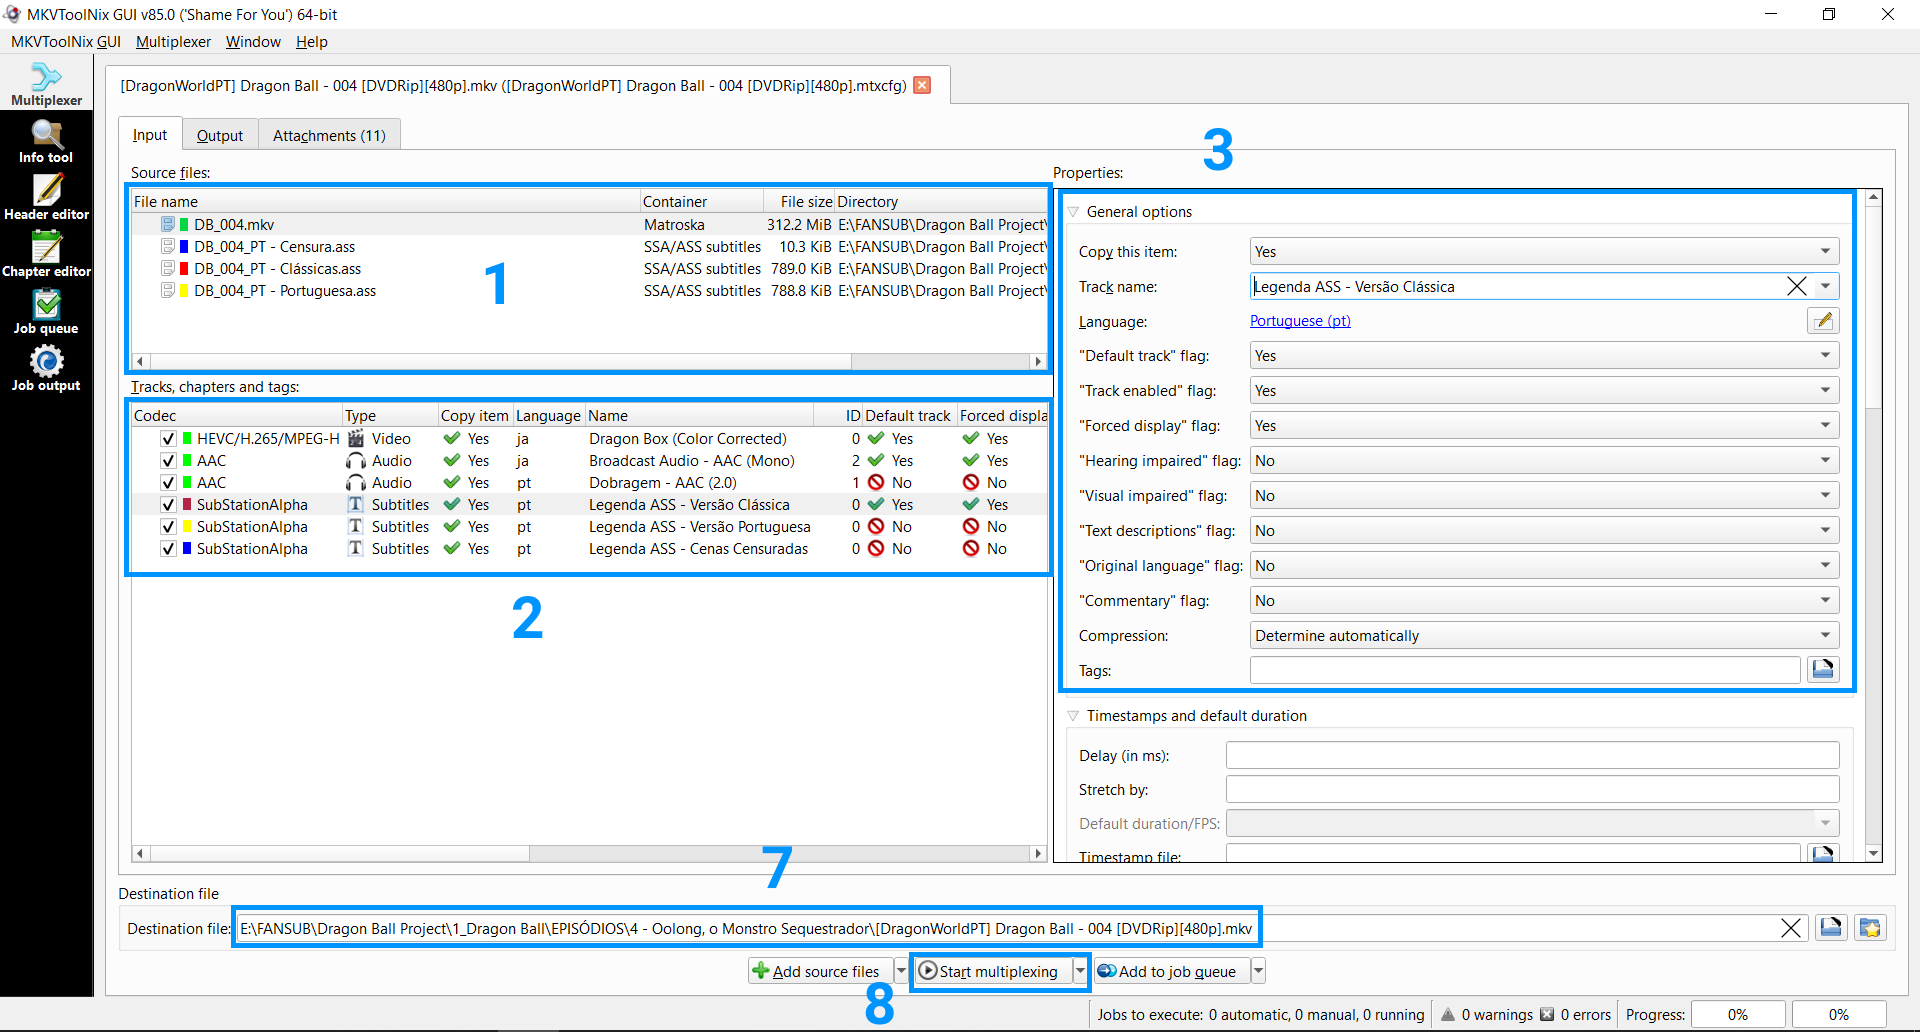 MKVToolNix GUI v85.0 ('Shame For You') 64-bit
MKVToolNix GUI Multiplexer Window Help
Multiplexer
Info tool
Header editor
Chapter editor
Job queue
Job output
[DragonWorldPT] Dragon Ball - 004 [DVDRip][480p].mkv ([DragonWorldPT] Dragon Ball - 004 [DVDRip][480p].mtxcfg)
Input Output Attachments (11)
Source files:
File name Container File size Directory
DB_004.mkv Matroska 312.2 MiB E:\FANSUB\Dragon Ball Project\
DB_004_PT - Censura.ass SSA/ASS subtitles 10.3 KiB E:\FANSUB\Dragon Ball Project\
DB_004_PT - Clássicas.ass SSA/ASS subtitles 789.0 KiB E:\FANSUB\Dragon Ball Project\
DB_004_PT - Portuguesa.ass SSA/ASS subtitles 788.8 KiB E:\FANSUB\Dragon Ball Project\
1
Tracks, chapters and tags:
Codec Type Copy item Language Name ID Default track Forced displa
HEVC/H.265/MPEG-H Video Yes ja Dragon Box (Color Corrected) 0 Yes Yes
AAC Audio Yes ja Broadcast Audio - AAC (Mono) 2 Yes Yes
AAC Audio Yes pt Dobragem - AAC (2.0) 1 No No
SubStationAlpha Subtitles Yes pt Legenda ASS - Versão Clássica 0 Yes Yes
SubStationAlpha Subtitles Yes pt Legenda ASS - Versão Portuguesa 0 No No
SubStationAlpha Subtitles Yes pt Legenda ASS - Cenas Censuradas 0 No No
2
3
Properties:
General options
Copy this item: Yes
Track name: Legenda ASS - Versão Clássica
Language: Portuguese (pt)
"Default track" flag: Yes
"Track enabled" flag: Yes
"Forced display" flag: Yes
"Hearing impaired" flag: No
"Visual impaired" flag: No
"Text descriptions" flag: No
"Original language" flag: No
"Commentary" flag: No
Compression: Determine automatically
Tags:
Timestamps and default duration
Delay (in ms):
Stretch by:
Default duration/FPS:
Timestamp file:
7
Destination file
Destination file: E:\FANSUB\Dragon Ball Project\1_Dragon Ball\EPISÓDIOS\4 - Oolong, o Monstro Sequestrador\[DragonWorldPT] Dragon Ball - 004 [DVDRip][480p].mkv
Add source files Start multiplexing Add to job queue
8
Jobs to execute: 0 automatic, 0 manual, 0 running 0 warnings 0 errors Progress: 0% 0%